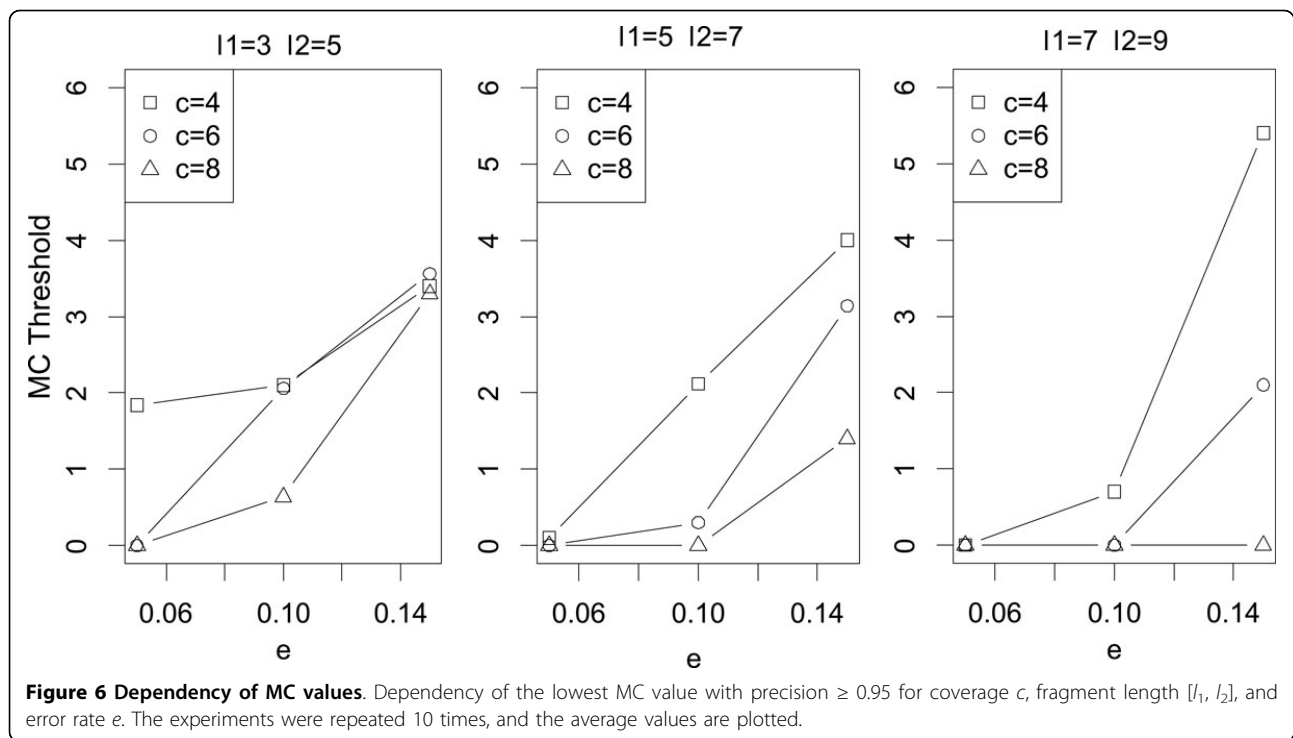 l1=3 l2=5
l1=5 l2=7
l1=7 l2=9
MC Threshold
0 1 2 3 4 5 6
c=4
c=6
c=8
0.06 0.10 0.14
e
0 1 2 3 4 5 6
c=4
c=6
c=8
0.06 0.10 0.14
e
0 1 2 3 4 5 6
c=4
c=6
c=8
0.06 0.10 0.14
e
Figure 6 Dependency of MC values. Dependency of the lowest MC value with precision ≥ 0.95 for coverage c, fragment length [l₁, l₂], and
error rate e. The experiments were repeated 10 times, and the average values are plotted.